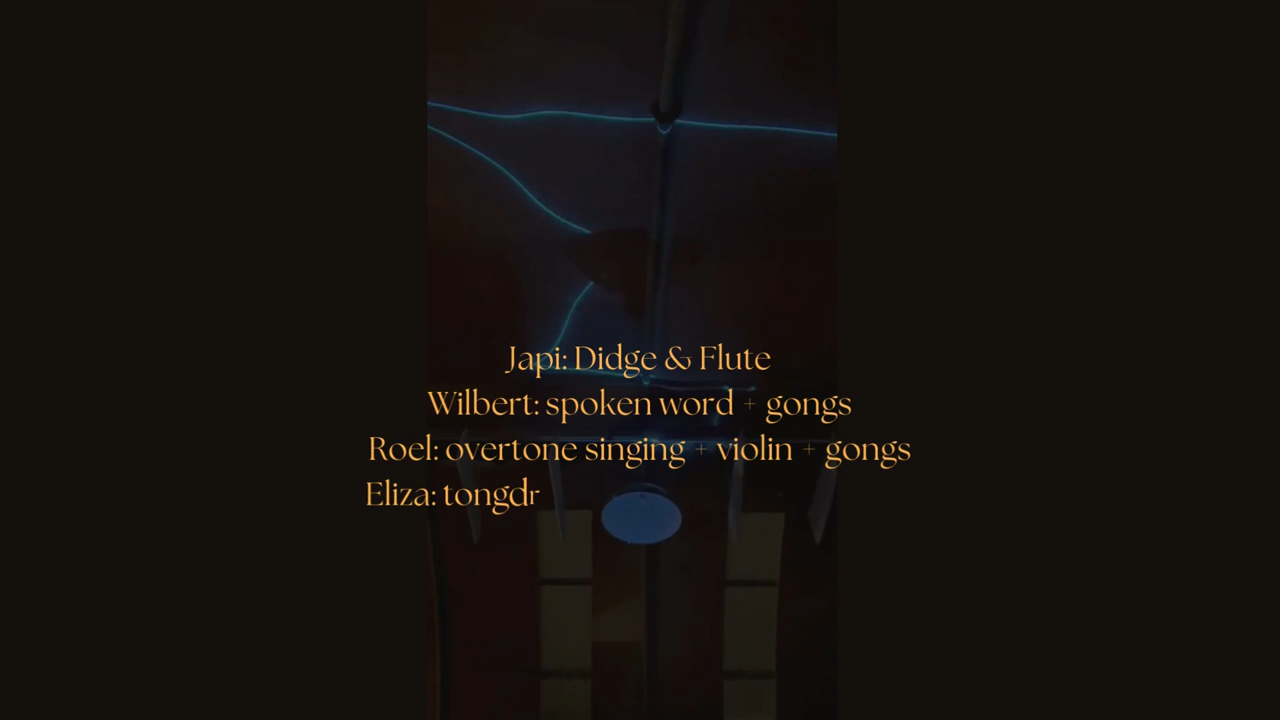 Japi: Didge & Flute
Wilbert: spoken word + gongs
Roel: overtone singing + violin + gongs
Eliza: tongdr